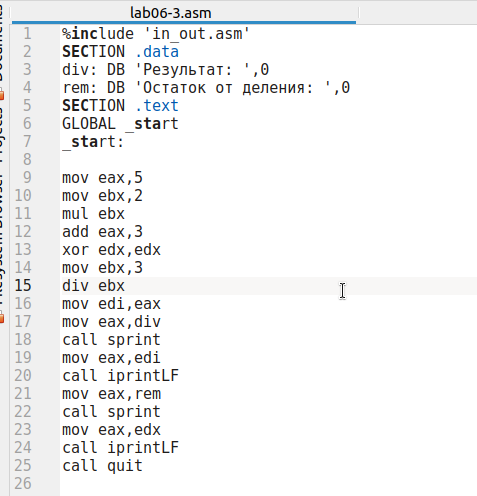 lab06-3.asm
1 %include 'in_out.asm'
2 SECTION .data
3 div: DB 'Результат: ',0
4 rem: DB 'Остаток от деления: ',0
5 SECTION .text
6 GLOBAL _start
7 _start:
8
9 mov eax,5
10 mov ebx,2
11 mul ebx
12 add eax,3
13 xor edx,edx
14 mov ebx,3
15 div ebx
16 mov edi,eax
17 mov eax,div
18 call sprint
19 mov eax,edi
20 call iprintLF
21 mov eax,rem
22 call sprint
23 mov eax,edx
24 call iprintLF
25 call quit
26
Projects